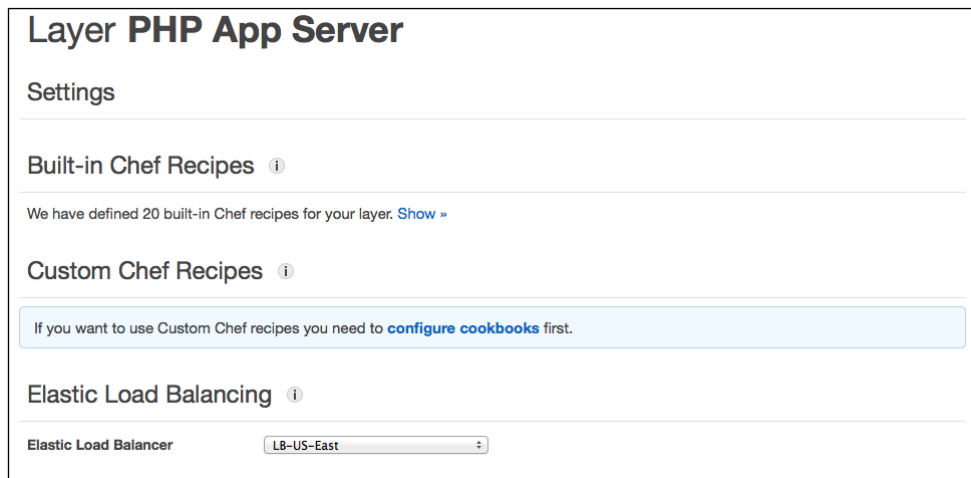 Layer PHP App Server
Settings
Built-in Chef Recipes i
We have defined 20 built-in Chef recipes for your layer. Show »
Custom Chef Recipes i
If you want to use Custom Chef recipes you need to configure cookbooks first.
Elastic Load Balancing i
Elastic Load Balancer LB-US-East